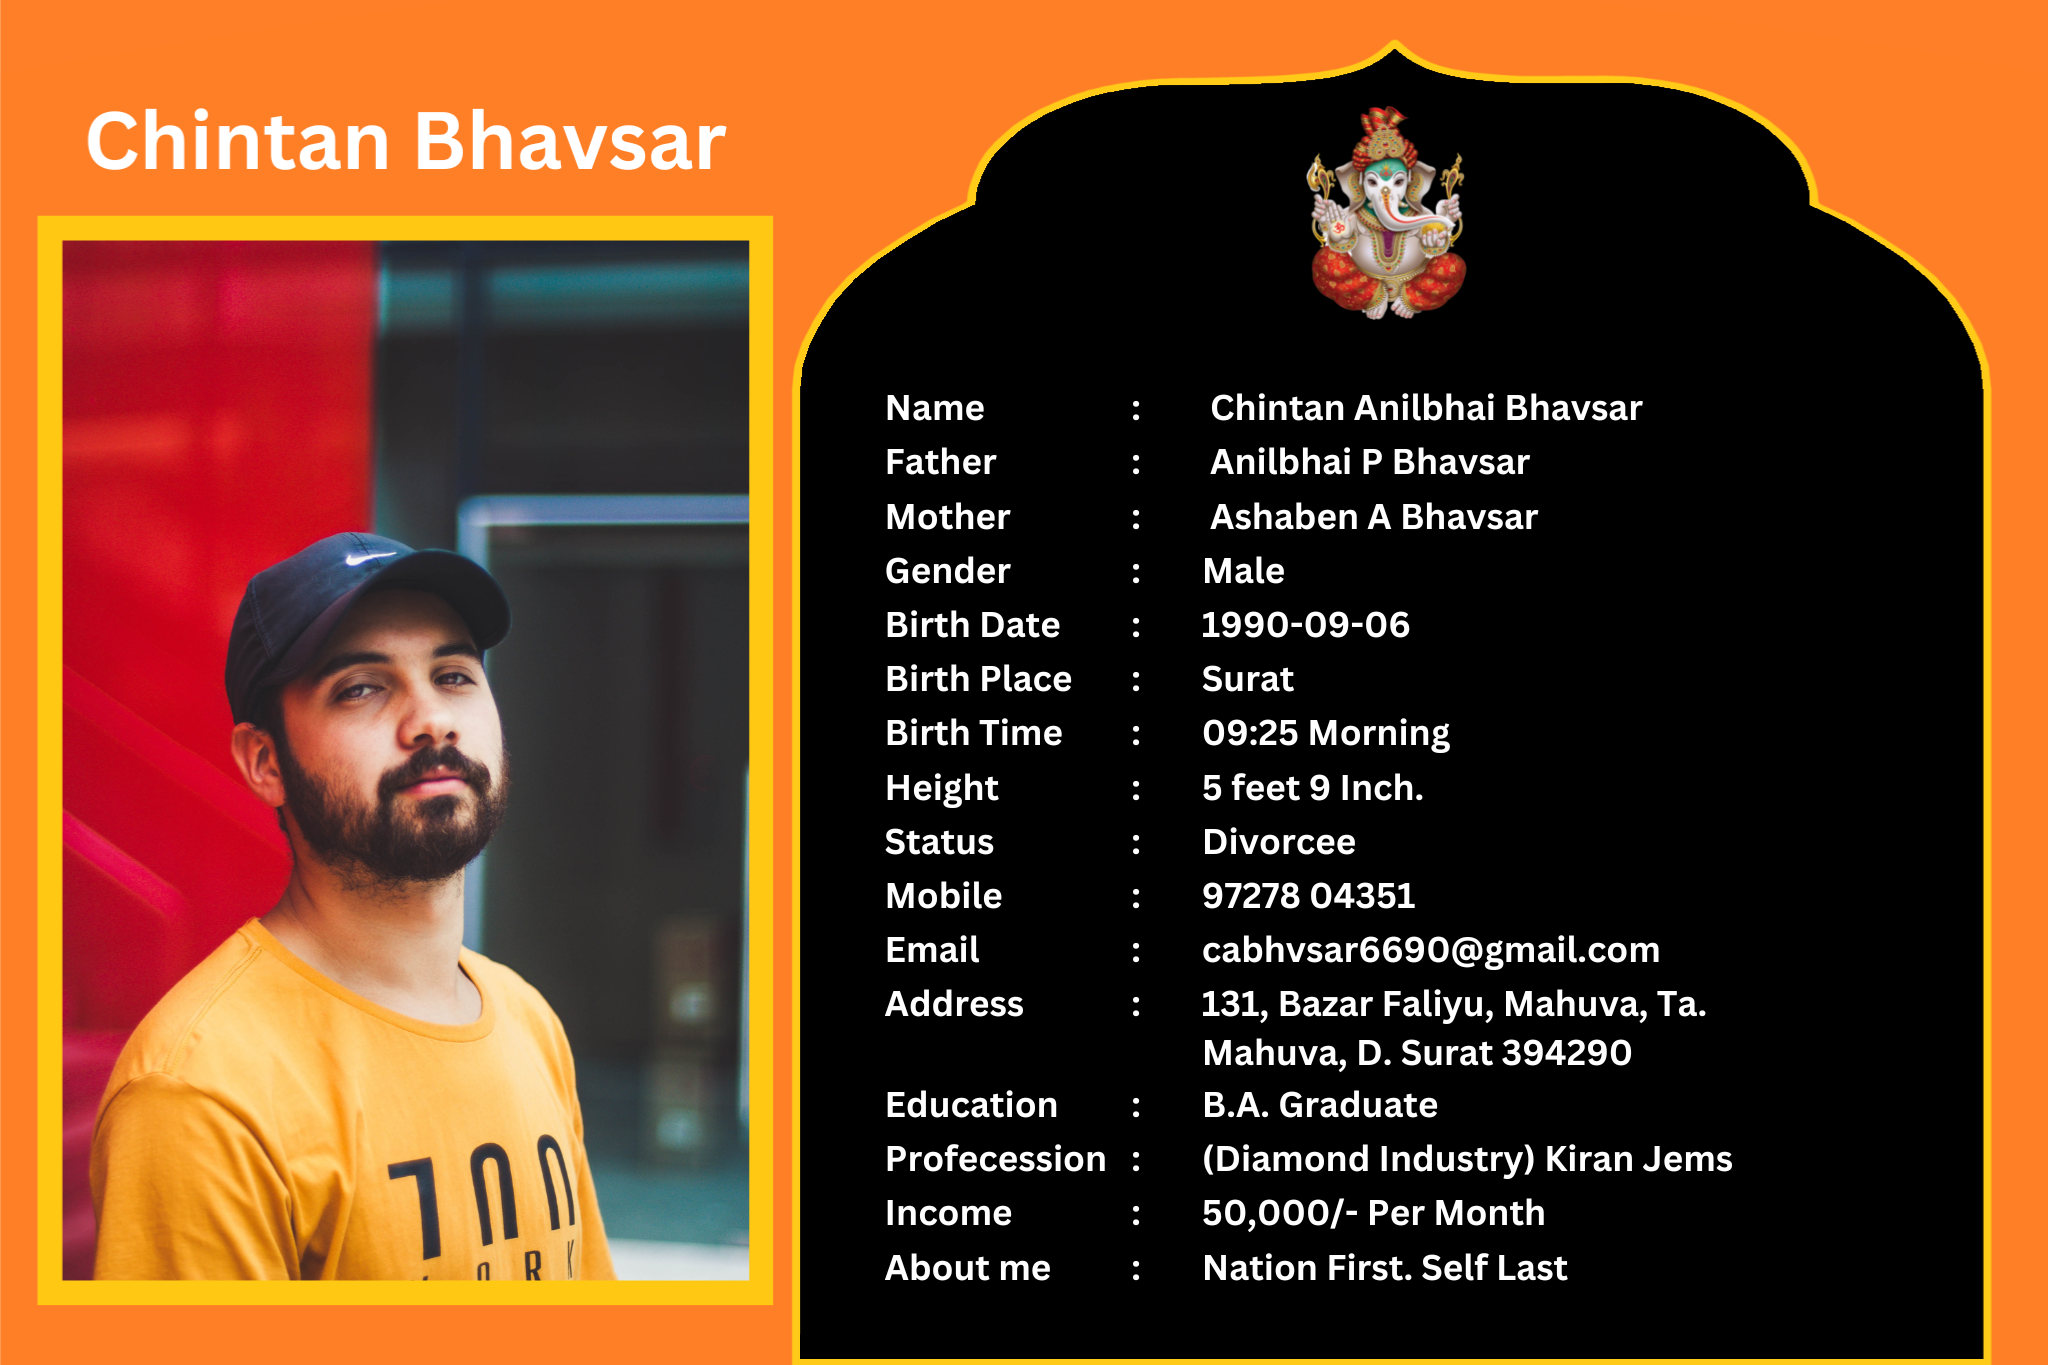 Chintan Bhavsar
Name : Chintan Anilbhai Bhavsar
Father : Anilbhai P Bhavsar
Mother : Ashaben A Bhavsar
Gender : Male
Birth Date : 1990-09-06
Birth Place : Surat
Birth Time : 09:25 Morning
Height : 5 feet 9 Inch.
Status : Divorcee
Mobile : 97278 04351
Email : cabhvsar6690@gmail.com
Address : 131, Bazar Faliyu, Mahuva, Ta.
Mahuva, D. Surat 394290
Education : B.A. Graduate
Profecession : (Diamond Industry) Kiran Jems
Income : 50,000/- Per Month
About me : Nation First. Self Last